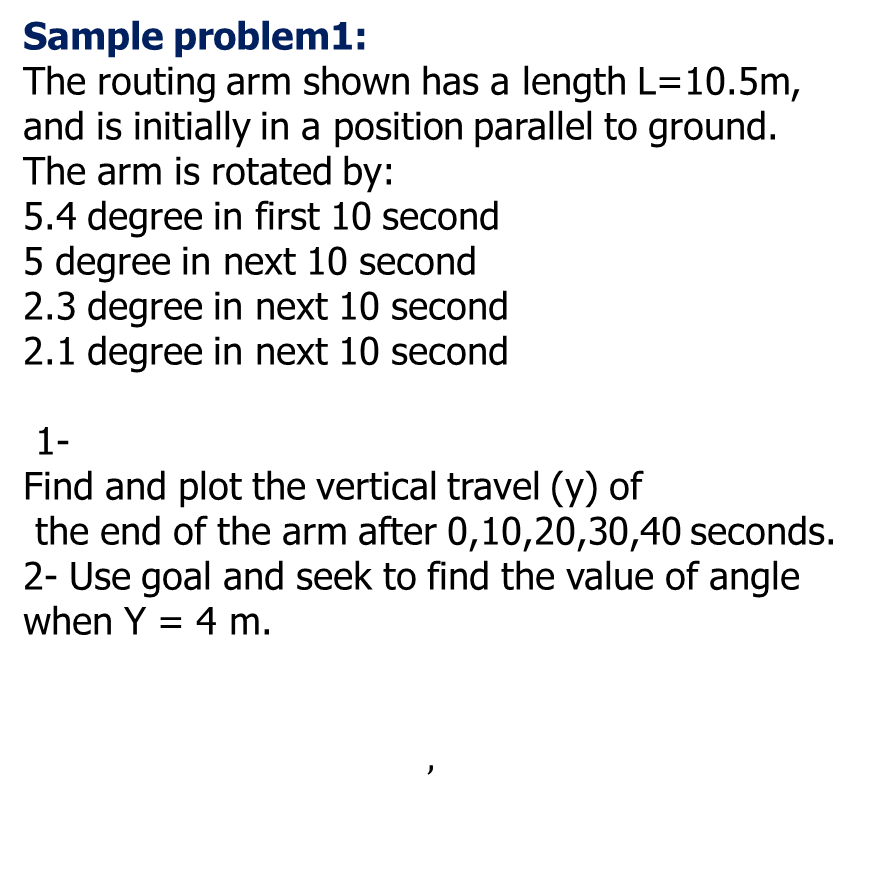 Sample problem1:
The routing arm shown has a length L=10.5m,
and is initially in a position parallel to ground.
The arm is rotated by:
5.4 degree in first 10 second
5 degree in next 10 second
2.3 degree in next 10 second
2.1 degree in next 10 second
1-
Find and plot the vertical travel (y) of
the end of the arm after 0,10,20,30,40 seconds.
2- Use goal and seek to find the value of angle
when Y = 4 m.
,